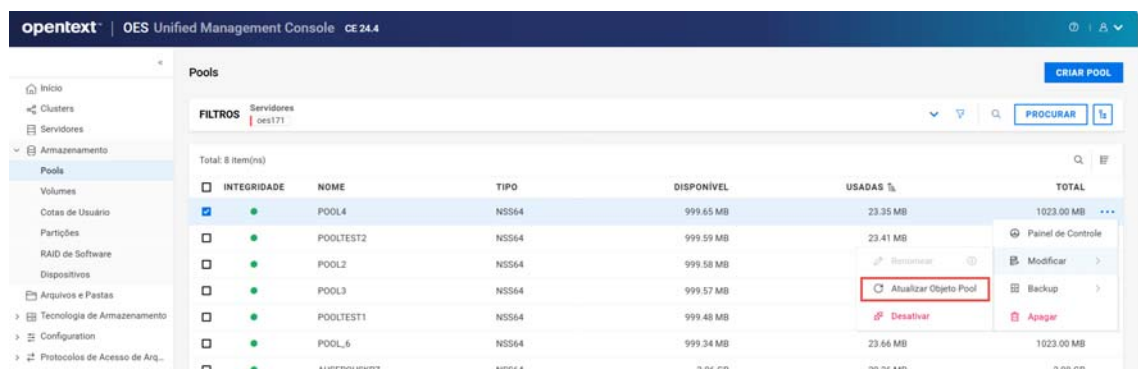 opentext™ | OES Unified Management Console CE 24.4
«
Início
Clusters
Servidores
Armazenamento
Pools
Volumes
Cotas de Usuário
Partições
RAID de Software
Dispositivos
Arquivos e Pastas
Tecnologia de Armazenamento
Configuration
Protocolos de Acesso de Arq...
Pools
CRIAR POOL
FILTROS Servidores
oes171
PROCURAR
Total: 8 item(ns)
INTEGRIDADE NOME TIPO DISPONÍVEL USADAS TOTAL
POOL4 NSS64 999.65 MB 23.35 MB 1023.00 MB
POOLTEST2 NSS64 999.59 MB 23.41 MB
POOL2 NSS64 999.58 MB
POOL3 NSS64 999.57 MB
POOLTEST1 NSS64 999.48 MB
POOL_6 NSS64 999.34 MB 23.66 MB 1023.00 MB
Painel de Controle
Modificar
Backup
Apagar
Renomear
Atualizar Objeto Pool
Desativar